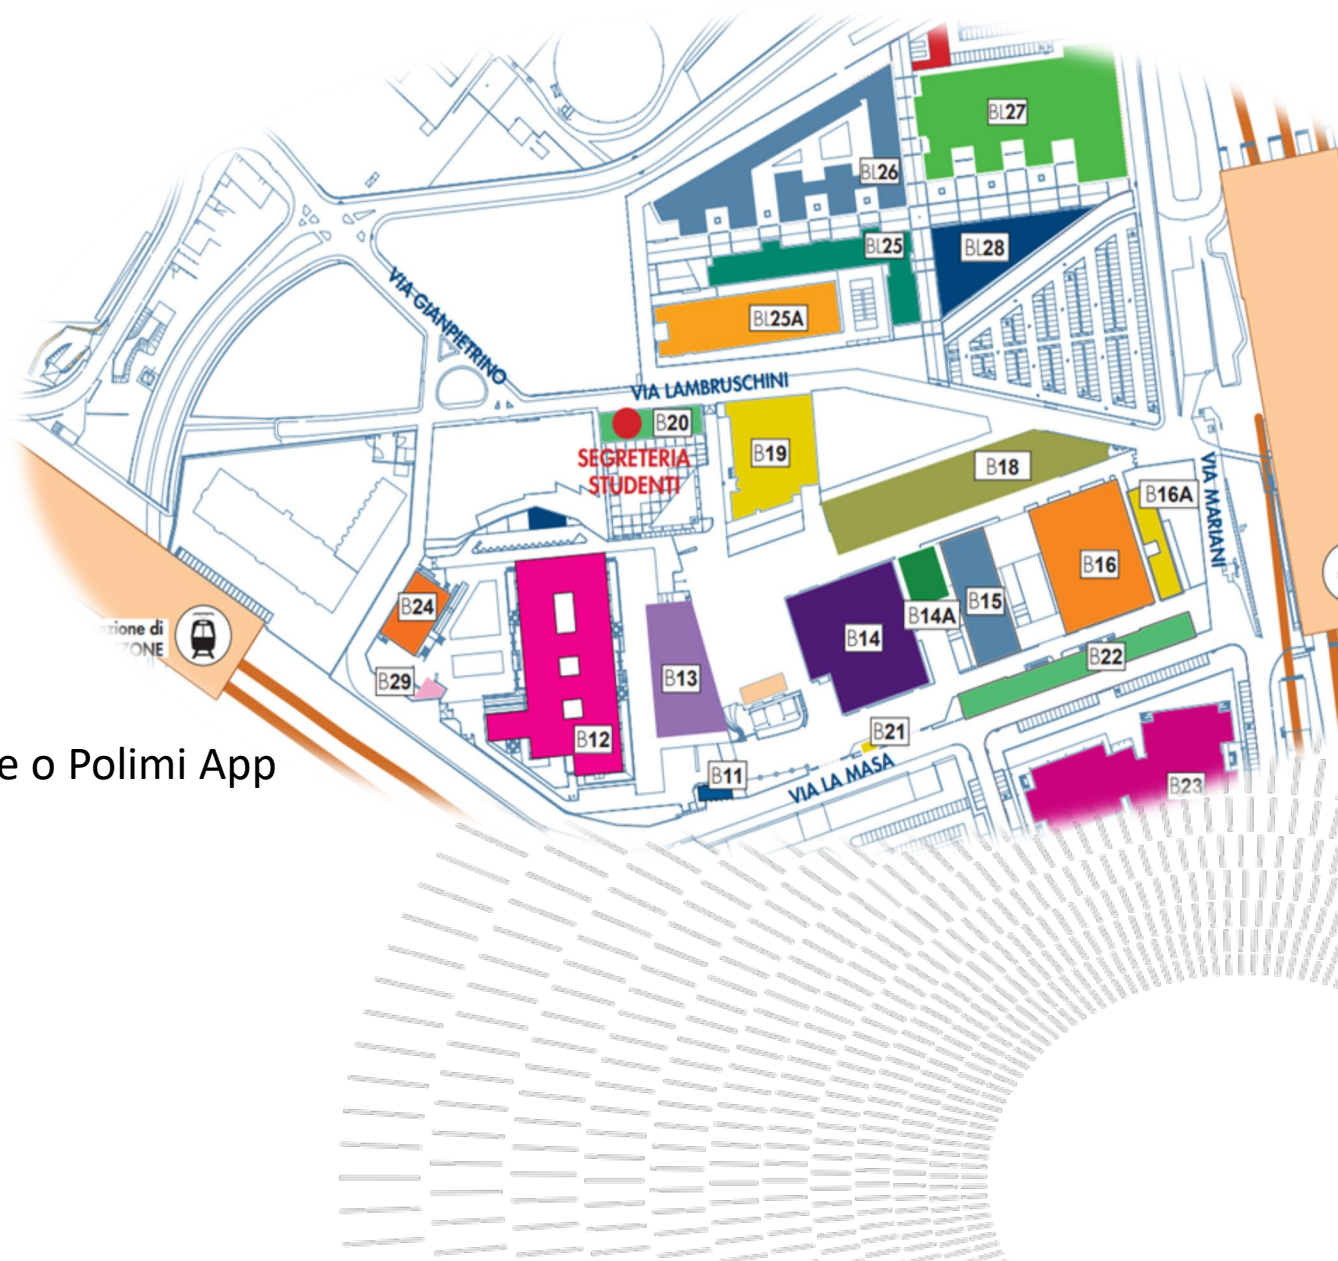 BL27
BL26
BL25
BL28
VIA GIANPIETRINO
BL25A
VIA LAMBRUSCHINI
B20
B19
SEGRETERIA
STUDENTI
B18
VIA MARIANI
B16A
B16
B24
B14A
B15
B14
B22
B29
B13
zione di
ZONE
B12
B21
B11
VIA LA MASA
B23
e o Polimi App